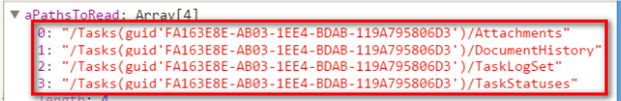 ▼ aPathsToRead: Array[4]
0: "/Tasks(guid'FA163E8E-AB03-1EE4-BDAB-119A795806D3')/Attachments"
1: "/Tasks(guid'FA163E8E-AB03-1EE4-BDAB-119A795806D3')/DocumentHistory"
2: "/Tasks(guid'FA163E8E-AB03-1EE4-BDAB-119A795806D3')/TaskLogSet"
3: "/Tasks(guid'FA163E8E-AB03-1EE4-BDAB-119A795806D3')/TaskStatuses"
length: 4